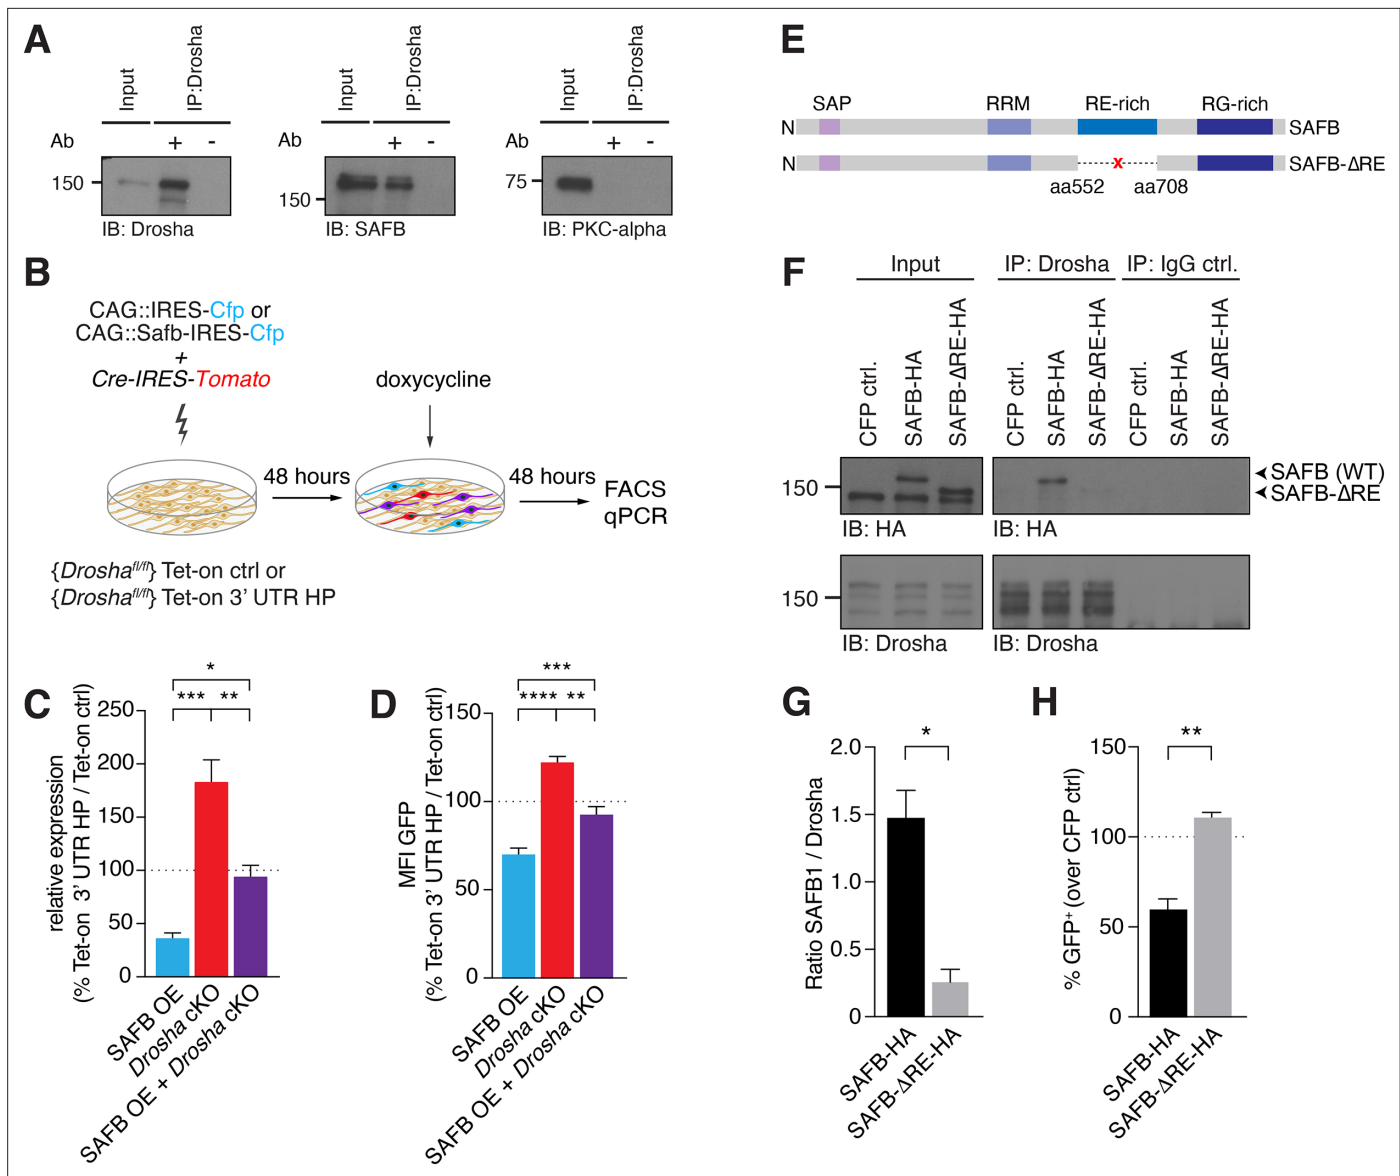 A
Input
IP:Drosha
Ab
+
-
150
IB: Drosha
Input
IP:Drosha
Ab
+
-
150
IB: SAFB
Input
IP:Drosha
Ab
+
-
75
IB: PKC-alpha
B
CAG::IRES-Cfp or
CAG::Safb-IRES-Cfp
+
Cre-IRES-Tomato
doxycycline
48 hours
48 hours
FACS
qPCR
{Drosha^fl/fl} Tet-on ctrl or
{Drosha^fl/fl} Tet-on 3’ UTR HP
C
relative expression
(% Tet-on 3’ UTR HP / Tet-on ctrl)
250
200
150
100
50
0
*
*** **
SAFB OE
Drosha cKO
SAFB OE + Drosha cKO
D
MFI GFP
(% Tet-on 3’ UTR HP / Tet-on ctrl)
150
100
50
0
***
**** **
SAFB OE
Drosha cKO
SAFB OE + Drosha cKO
E
SAP
RRM
RE-rich
RG-rich
N
SAFB
N
x
SAFB-ΔRE
aa552
aa708
F
Input
IP: Drosha
IP: IgG ctrl.
CFP ctrl.
SAFB-HA
SAFB-ΔRE-HA
CFP ctrl.
SAFB-HA
SAFB-ΔRE-HA
CFP ctrl.
SAFB-HA
SAFB-ΔRE-HA
150
SAFB (WT)
SAFB-ΔRE
IB: HA
IB: HA
150
IB: Drosha
IB: Drosha
G
Ratio SAFB1 / Drosha
2.0
1.5
1.0
0.5
0
*
SAFB-HA
SAFB-ΔRE-HA
H
% GFP⁺ (over CFP ctrl)
150
100
50
0
**
SAFB-HA
SAFB-ΔRE-HA